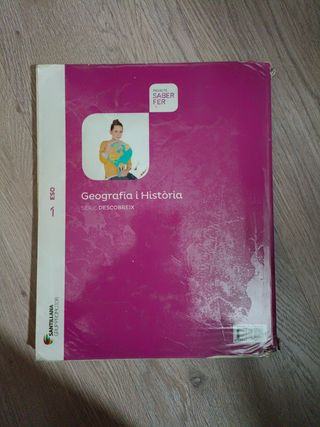 PROJECTE
SABER
FER
Geografia i Història
SÈRIE DESCOBREIX
1 ESO
SANTILLANA
GRUP PROMOTOR